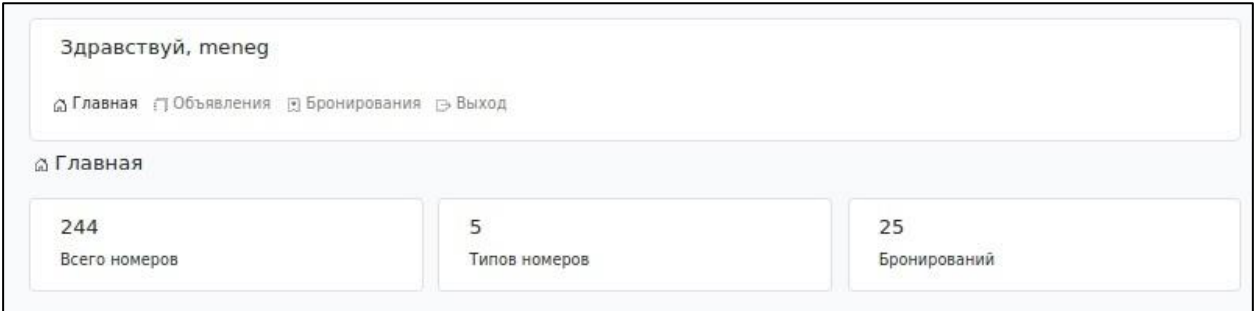 Здравствуй, meneg
Главная Объявления Бронирования Выход
Главная
244 5 25
Всего номеров Типов номеров Бронирований